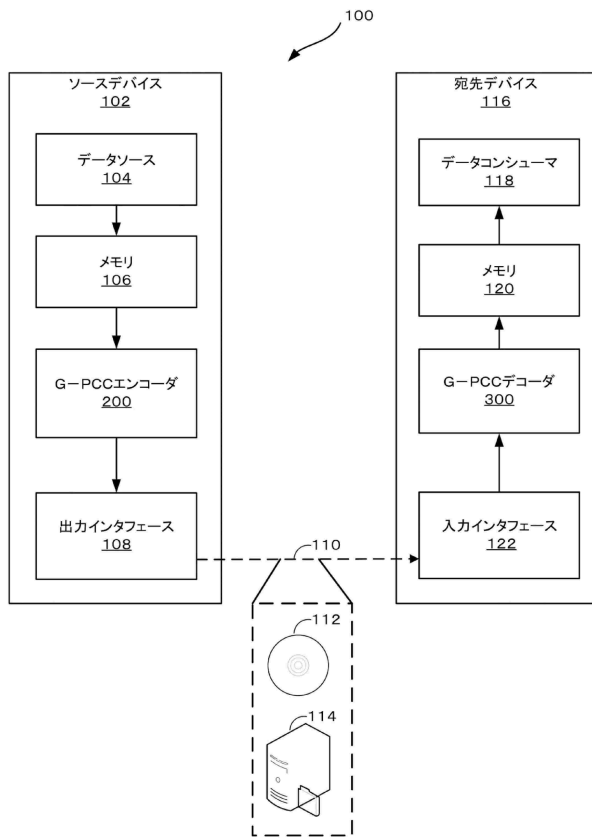 100
ソースデバイス
102
データソース
104
メモリ
106
G-PCCエンコーダ
200
出力インタフェース
108
宛先デバイス
116
データコンシューマ
118
メモリ
120
G-PCCデコーダ
300
入力インタフェース
122
110
112
114